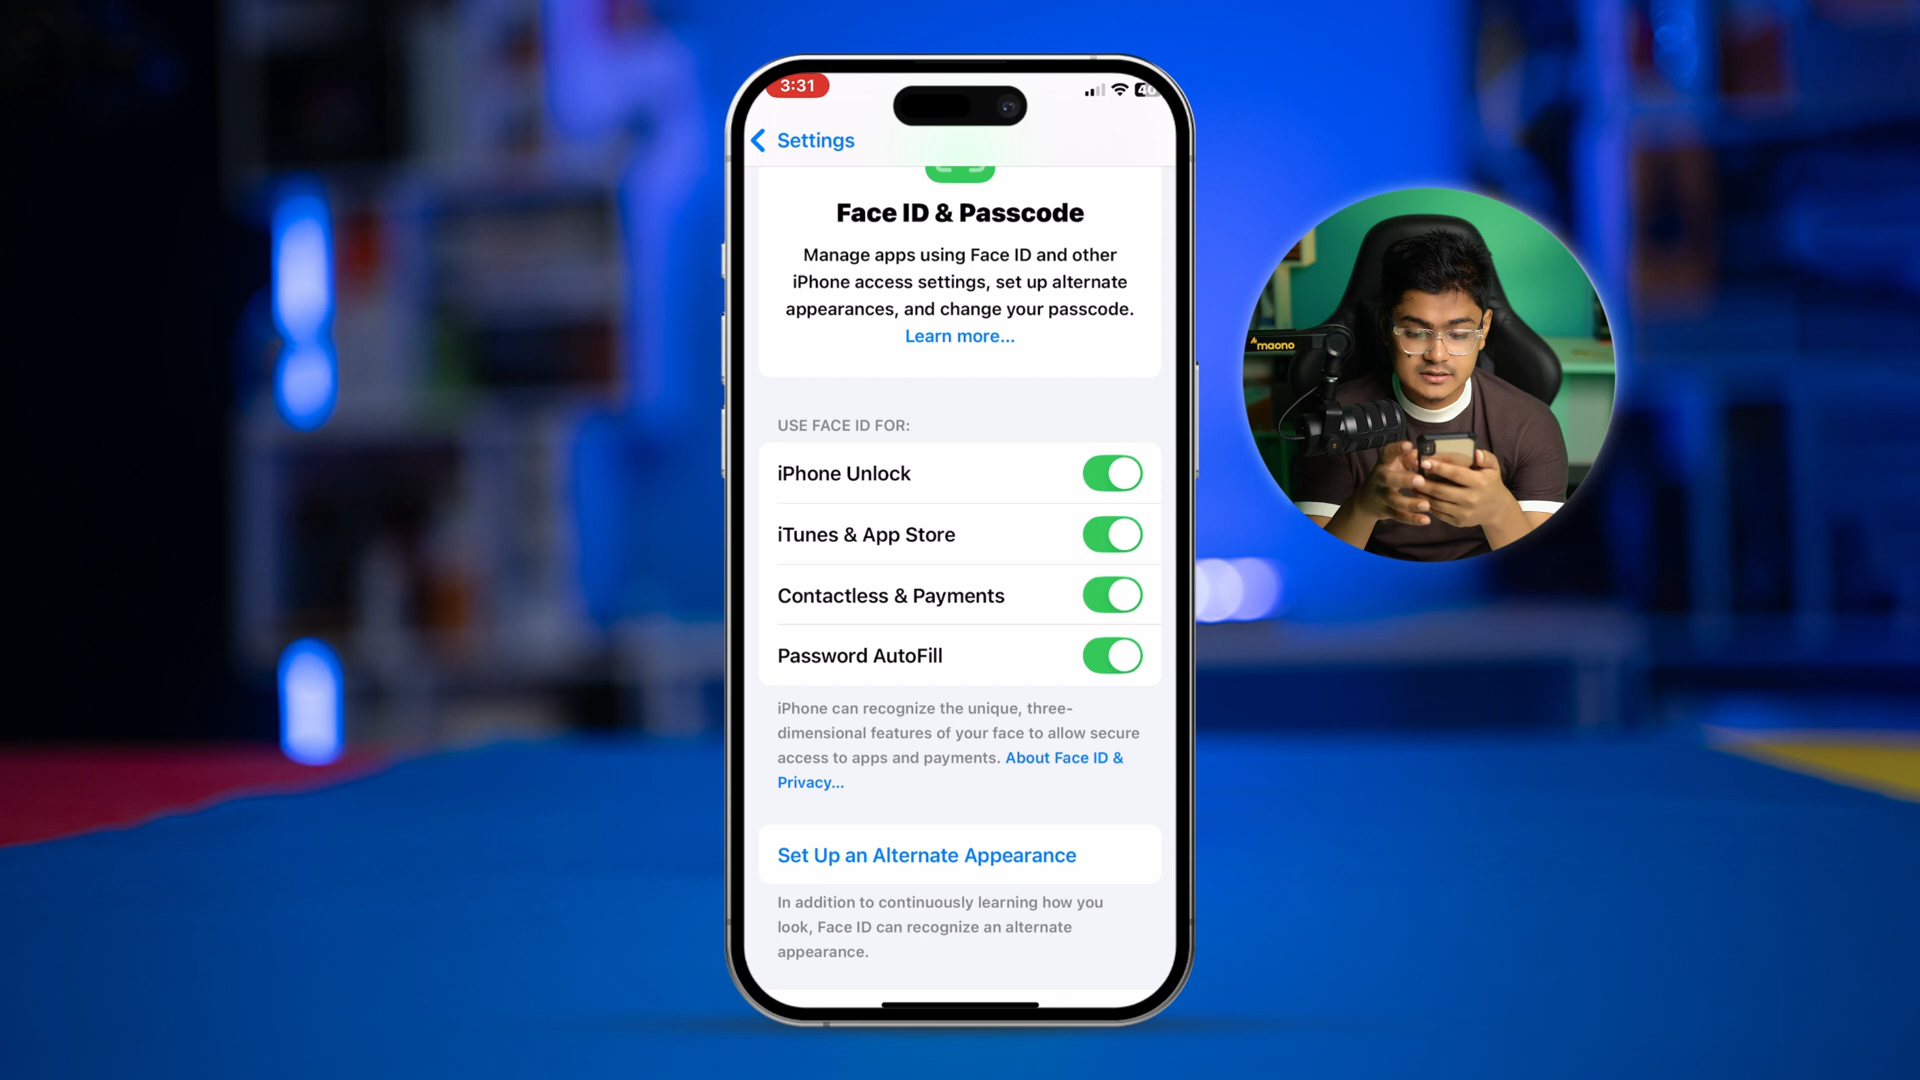 3:31
Settings
Face ID & Passcode
Manage apps using Face ID and other
iPhone access settings, set up alternate
appearances, and change your passcode.
Learn more...
USE FACE ID FOR:
iPhone Unlock
iTunes & App Store
Contactless & Payments
Password AutoFill
iPhone can recognize the unique, three-
dimensional features of your face to allow secure
access to apps and payments. About Face ID &
Privacy...
Set Up an Alternate Appearance
In addition to continuously learning how you
look, Face ID can recognize an alternate
appearance.
maono